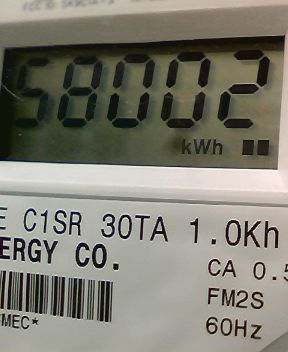 58002
kWh
E C1SR 30TA 1.0Kh
ERGY CO.
CA 0.5
FM2S
MEC*
60Hz